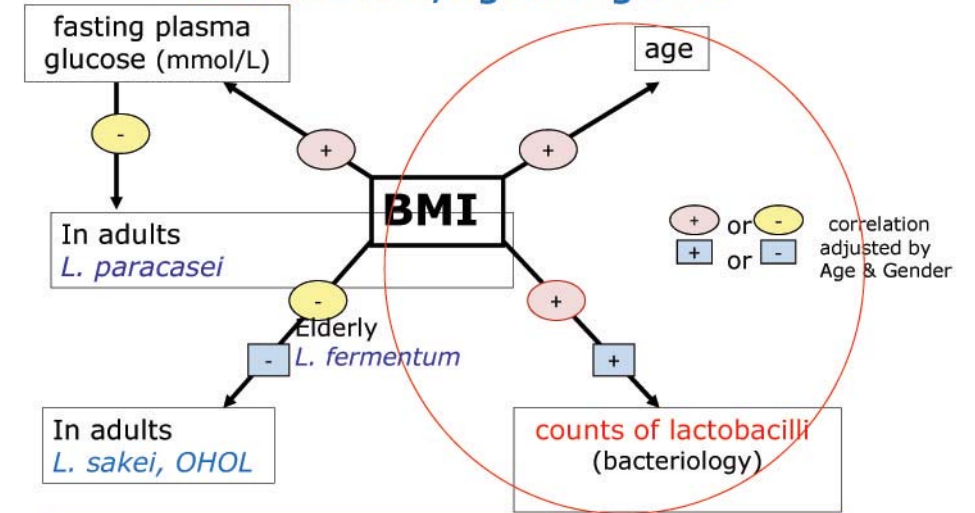 fasting plasma
glucose (mmol/L)
age
-
+
+
BMI
In adults
L. paracasei
+ or -
+ or -
correlation
adjusted by
Age & Gender
-
+
Elderly
L. fermentum
-
+
In adults
L. sakei, OHOL
counts of lactobacilli
(bacteriology)